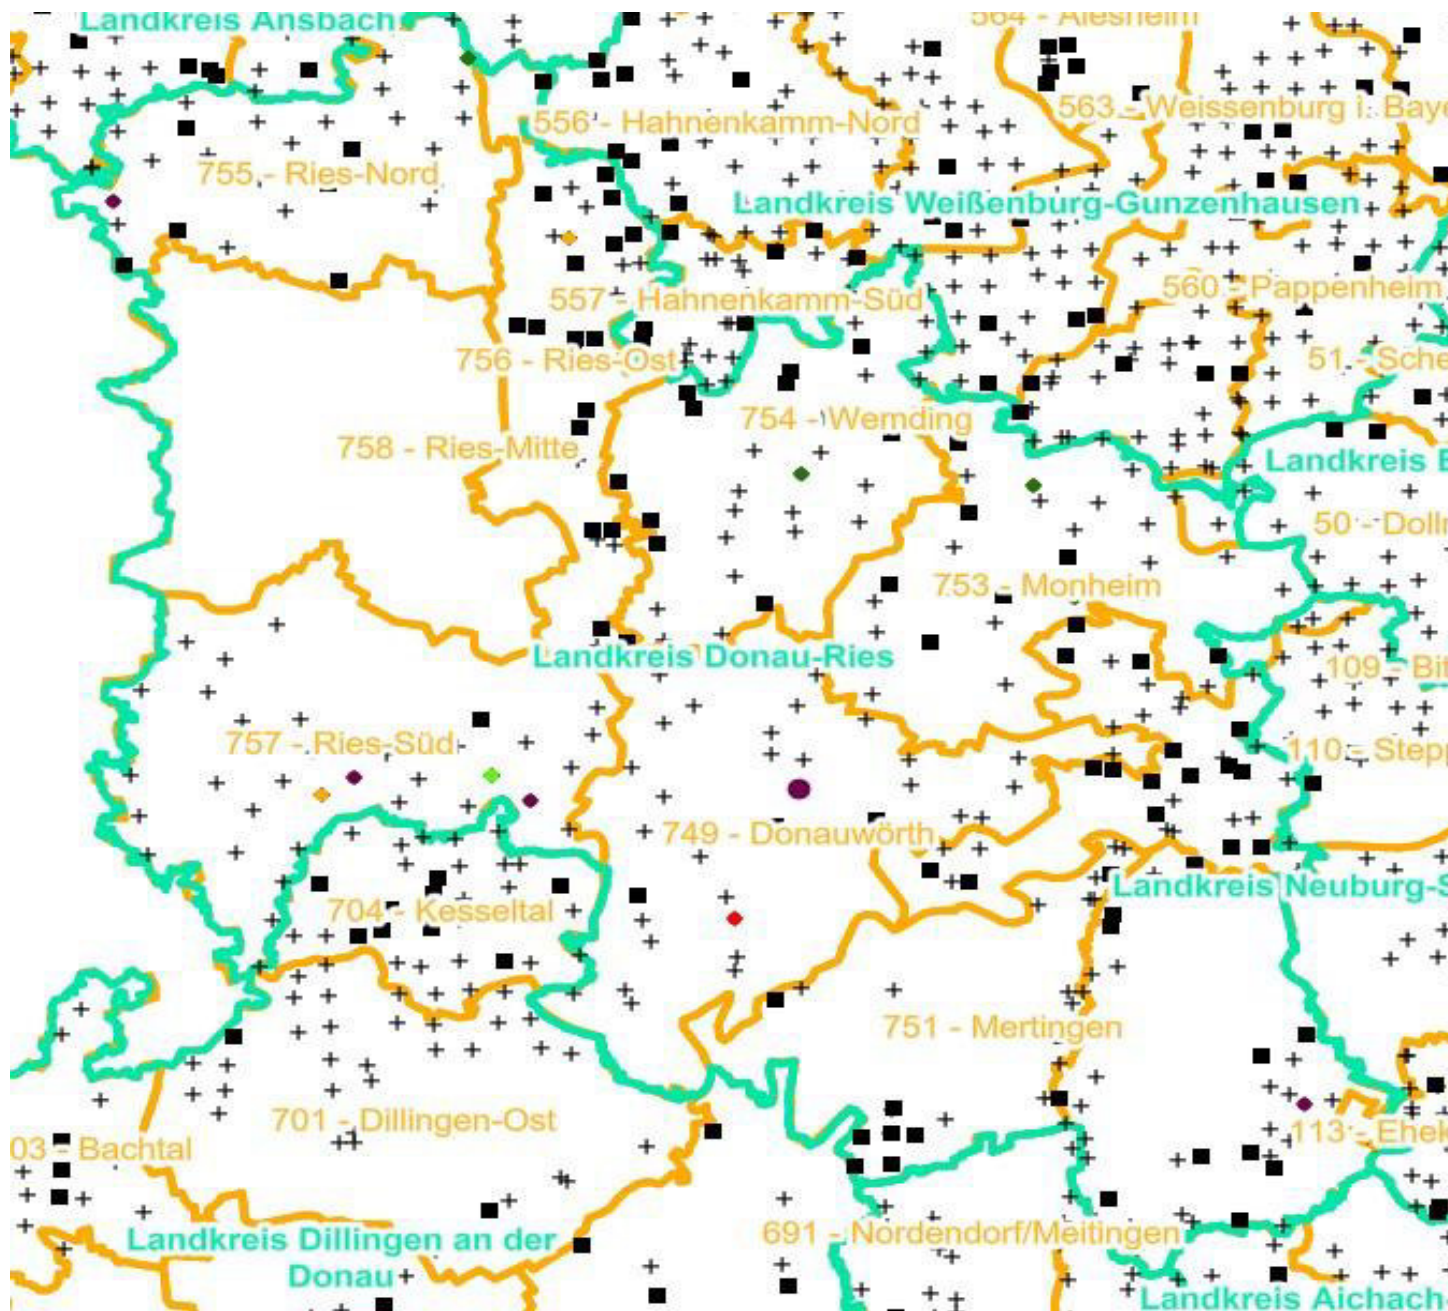 Landkreis Ansbach
564 - Alesheim
563 - Weissenburg i. Baye
556 - Hahnenkamm-Nord
755 - Ries-Nord
Landkreis Weißenburg-Gunzenhausen
560 - Pappenheim
557 - Hahnenkamm-Süd
756 - Ries-Ost
51 - Sche
754 - Wemding
758 - Ries-Mitte
Landkreis E
50 - Dolln
753 - Monheim
Landkreis Donau-Ries
109 - Bit
757 - Ries-Süd
110 - Stepp
749 - Donauwörth
Landkreis Neuburg-S
704 - Kesseltal
751 - Mertingen
701 - Dillingen-Ost
113 - Ehek
03 - Bachtal
691 - Nordendorf/Meitingen
Landkreis Dillingen an der
Donau
Landkreis Aichach-